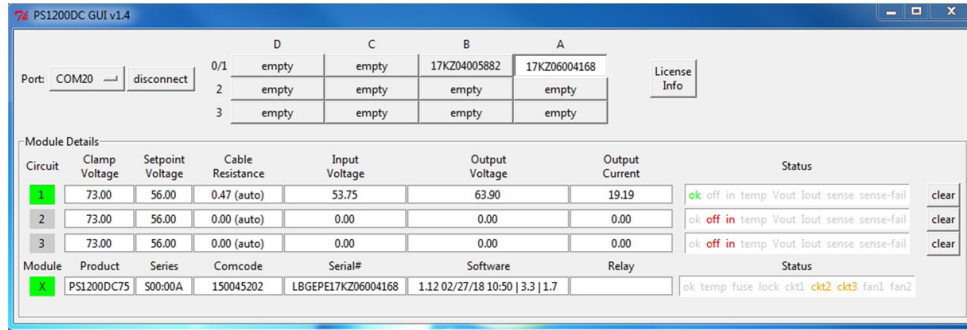 PS1200DC GUI v1.4
D C B A
Port: COM20 disconnect 0/1 empty empty 17KZ04005882 17KZ06004168 License Info
2 empty empty empty empty
3 empty empty empty empty
Module Details
Circuit Clamp Voltage Setpoint Voltage Cable Resistance Input Voltage Output Voltage Output Current Status
1 73.00 56.00 0.47 (auto) 53.75 63.90 19.19 ok off in temp Vout Iout sense sense-fail clear
2 73.00 56.00 0.00 (auto) 0.00 0.00 0.00 ok off in temp Vout Iout sense sense-fail clear
3 73.00 56.00 0.00 (auto) 0.00 0.00 0.00 ok off in temp Vout Iout sense sense-fail clear
Module Product Series Comcode Serial# Software Relay Status
X PS1200DC75 S00:00A 150045202 LBGEPE17KZ06004168 1.12 02/27/18 10:50 | 3.3 | 1.7 ok temp fuse lock ckt1 ckt2 ckt3 fan1 fan2